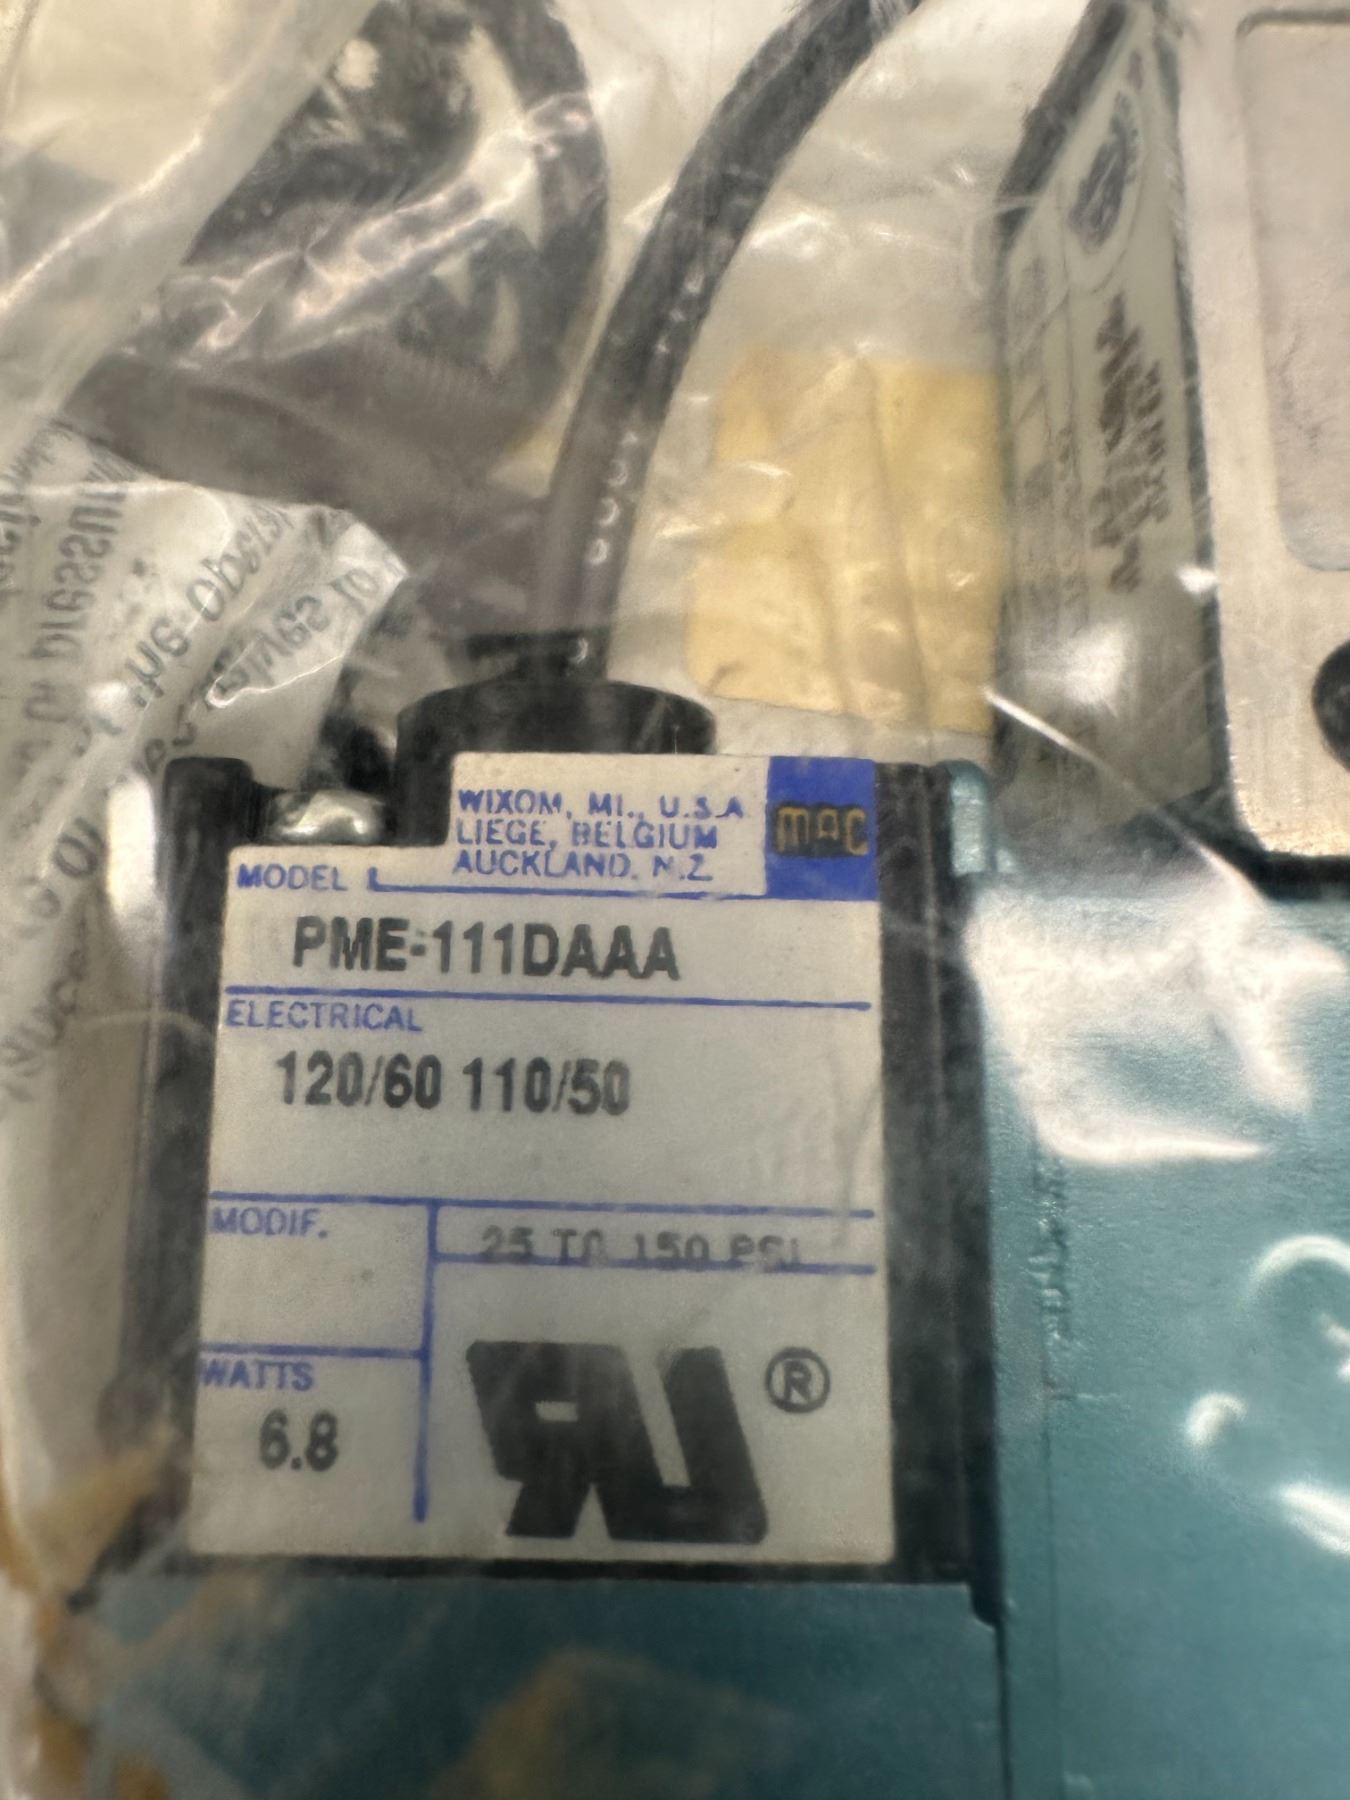 WIXOM, MI., U.S.A
LIEGE, BELGIUM
AUCKLAND, N.Z.
MAC
MODEL
PME-111DAAA
ELECTRICAL
120/60 110/50
MODIF.
25 TO 150 PSI
WATTS
6.8
®